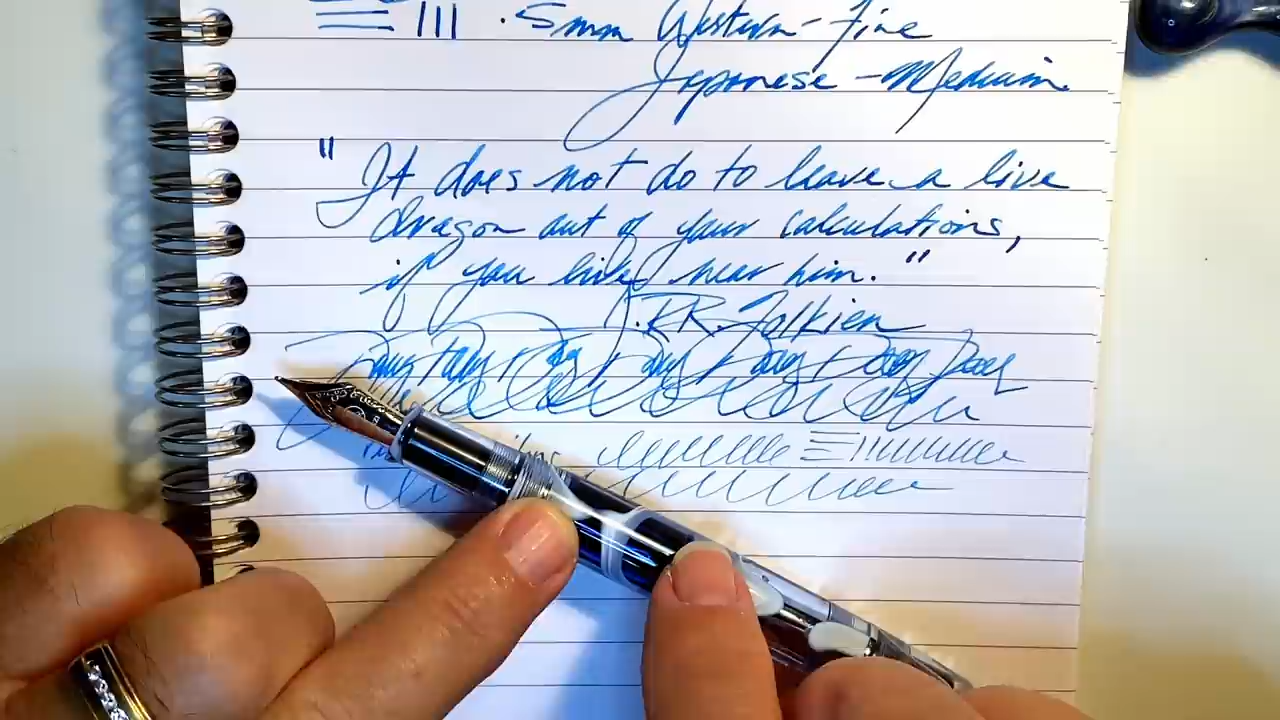 .5mm Western - Fine
Japanese - Medium
"It does not do to leave a live
dragon out of your calculations,
if you live near him."
J.R.R. Tolkien